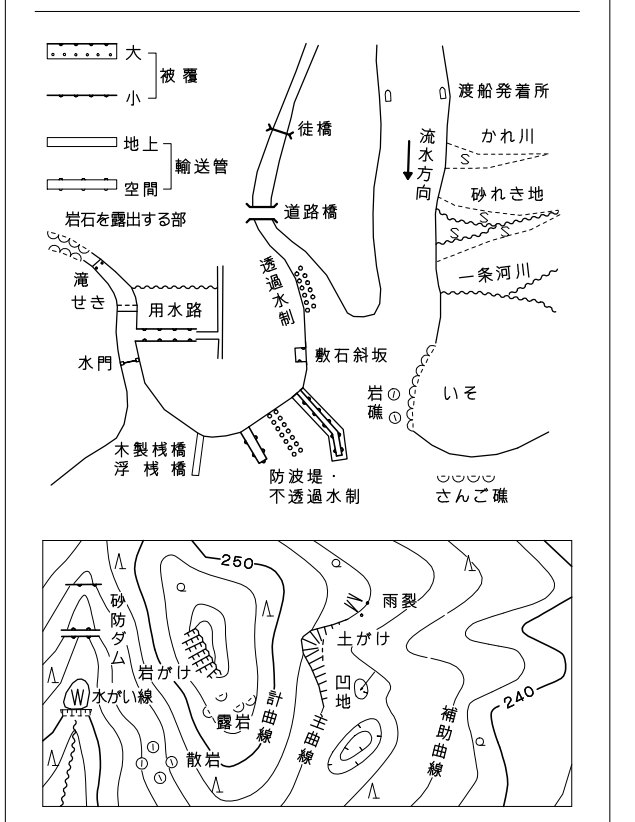 大
被覆
小
地上
輸送管
空間
渡船発着所
徒橋
流水方向
かれ川
砂れき地
道路橋
岩石を露出する部
透過水制
滝
せき
用水路
一条河川
水門
敷石斜坂
岩礁
いそ
木製桟橋
浮桟橋
防波堤・
不透過水制
さんご礁
250
雨裂
砂防ダム
土がけ
岩がけ
凹地
水がい線
計曲線
主曲線
補助曲線
240
露岩
散岩